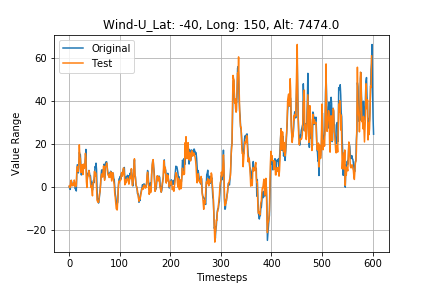 Wind-U_Lat: -40, Long: 150, Alt: 7474.0
Original
Test
Value Range
60
40
20
0
−20
0 100 200 300 400 500 600
Timesteps